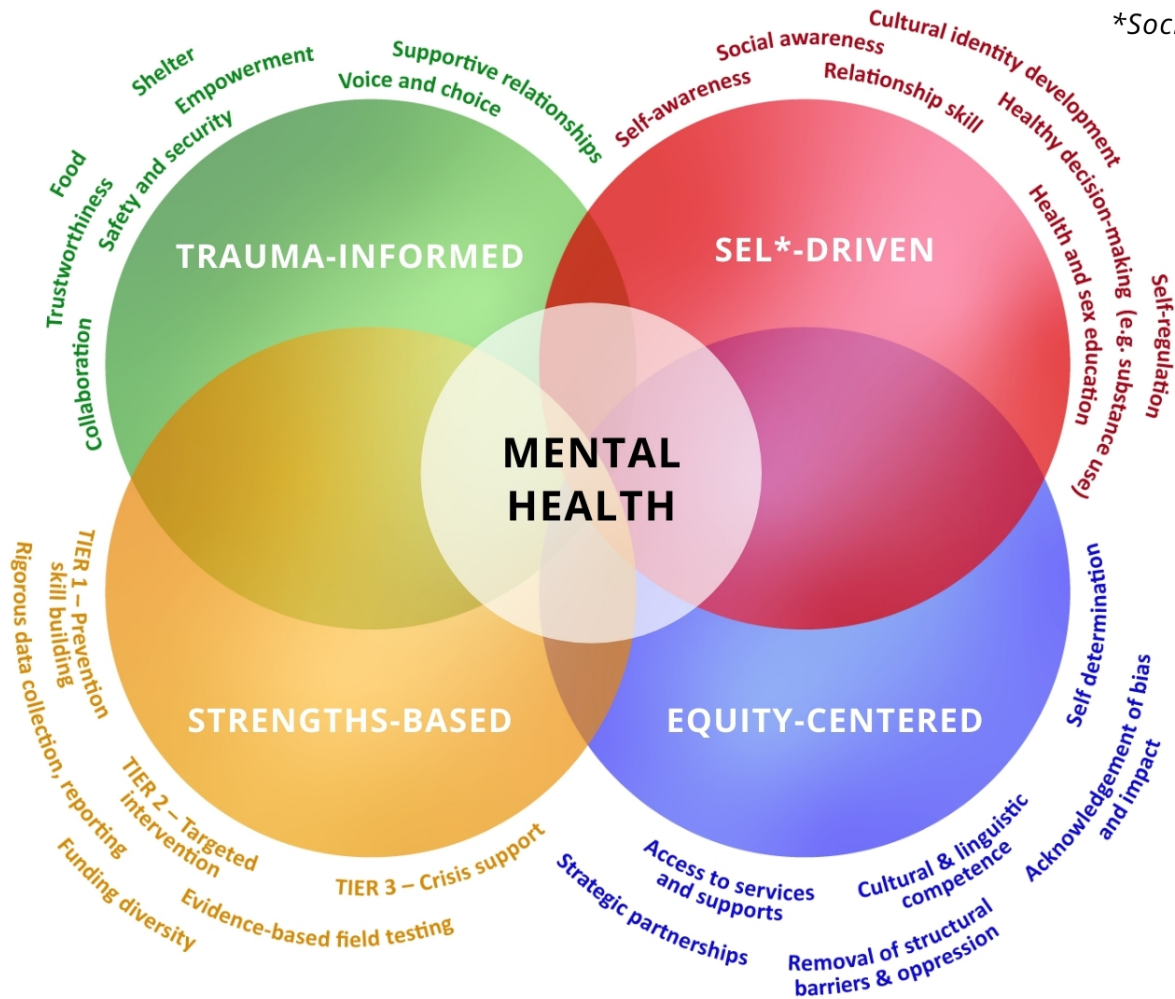 *Soci
Shelter
Empowerment
Supportive relationships
Voice and choice
Safety and security
Food
Trustworthiness
Collaboration
TRAUMA-INFORMED
Cultural identity development
Social awareness
Relationship skill
Self-awareness
Healthy decision-making (e.g. substance use)
Health and sex education
Self-regulation
SEL*-DRIVEN
MENTAL
HEALTH
STRENGTHS-BASED
TIER 1 – Prevention
skill building
Rigorous data collection, reporting
TIER 2 – Targeted
intervention
Funding diversity
TIER 3 – Crisis support
Evidence-based field testing
EQUITY-CENTERED
Self determination
Acknowledgement of bias
and impact
Cultural & linguistic
competence
Access to services
and supports
Strategic partnerships
Removal of structural
barriers & oppression